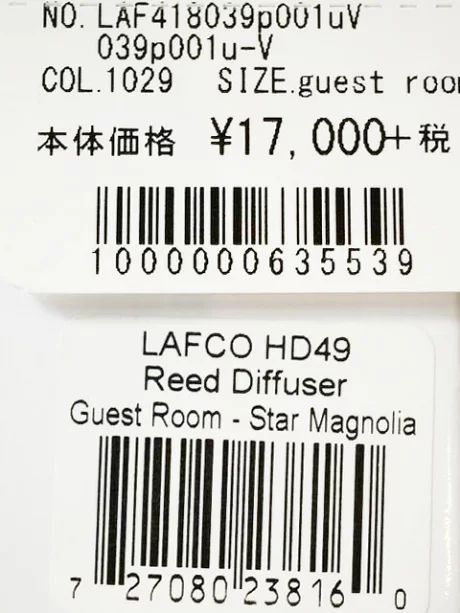 NO. LAF418039p001uV
039p001u-V
COL.1029 SIZE.guest room
本体価格 ¥17,000+税
1000000635539
LAFCO HD49
Reed Diffuser
Guest Room - Star Magnolia
7 27080 23816 0